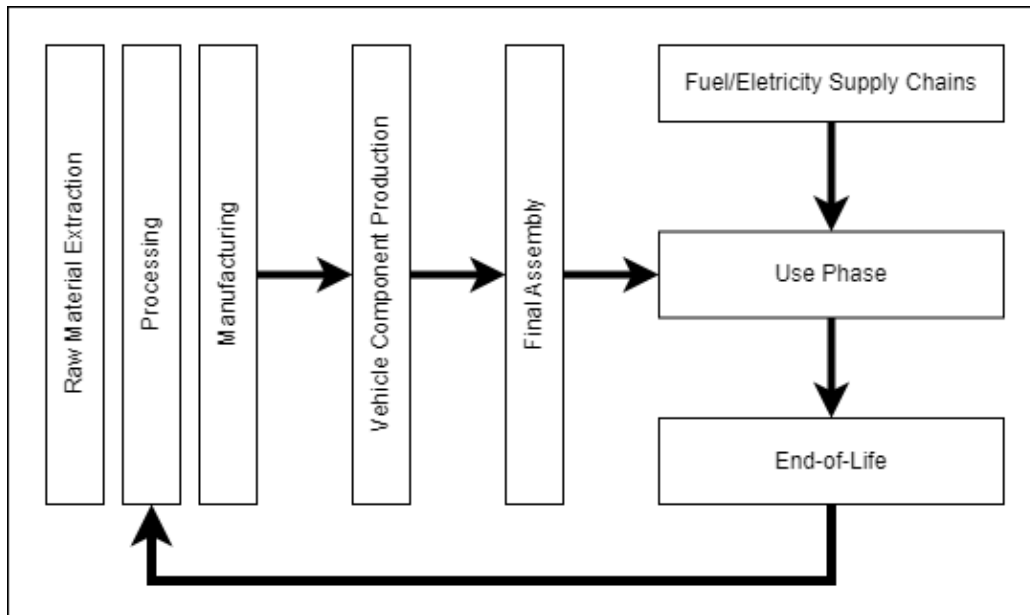 Raw Material Extraction
Processing
Manufacturing
Vehicle Component Production
Final Assembly
Fuel/Eletricity Supply Chains
Use Phase
End-of-Life